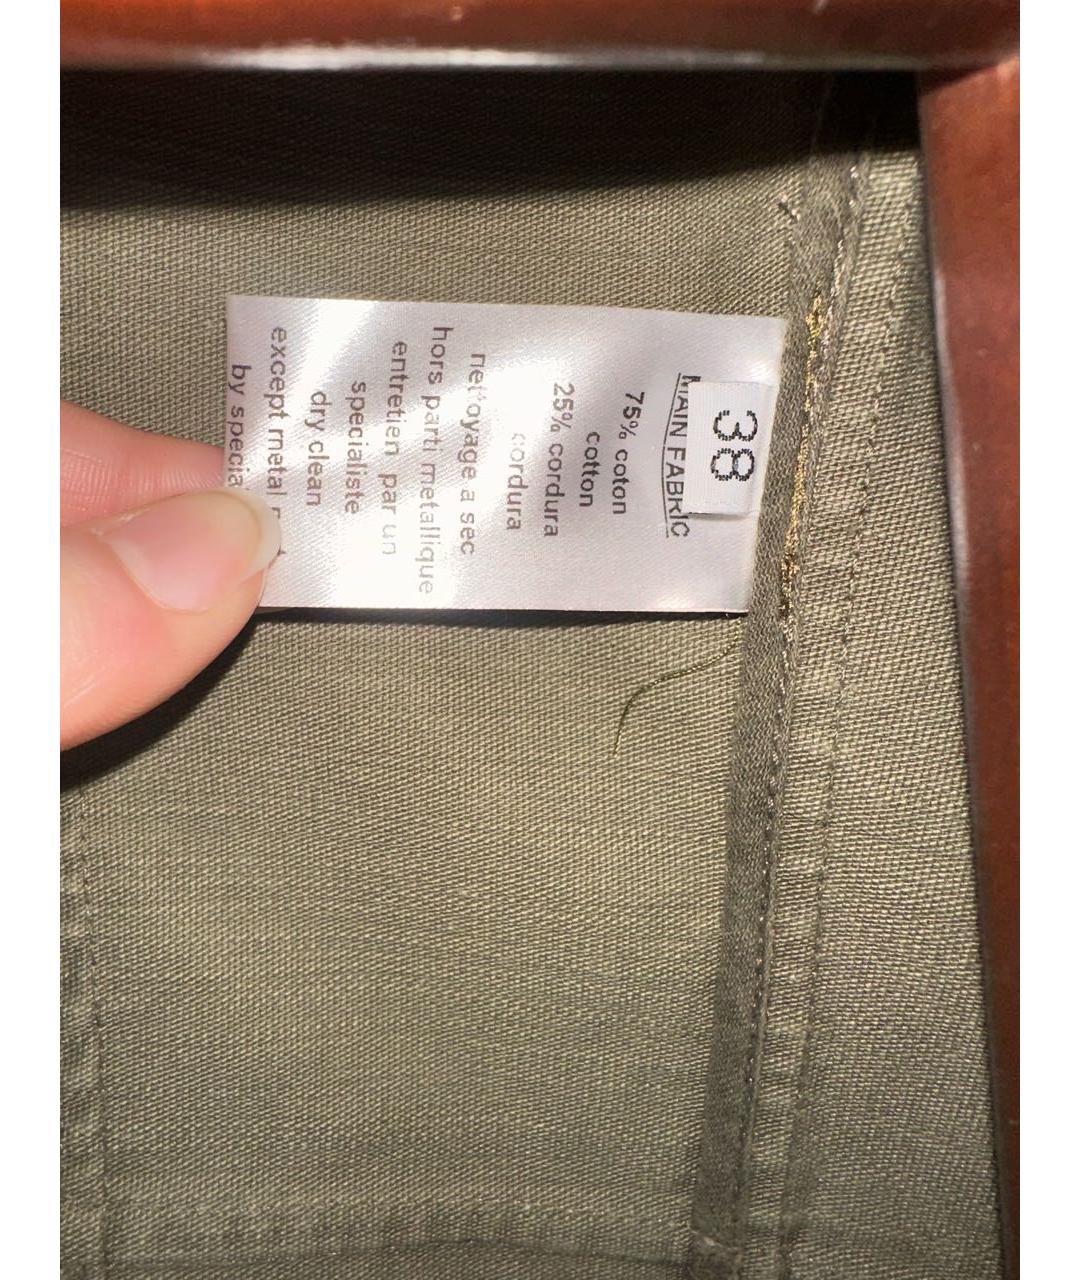 38
MAIN FABRIC
75% coton
cotton
25% cordura
cordura
nettoyage a sec
hors parti metallique
entretien par un
specialiste
dry clean
except metal
by